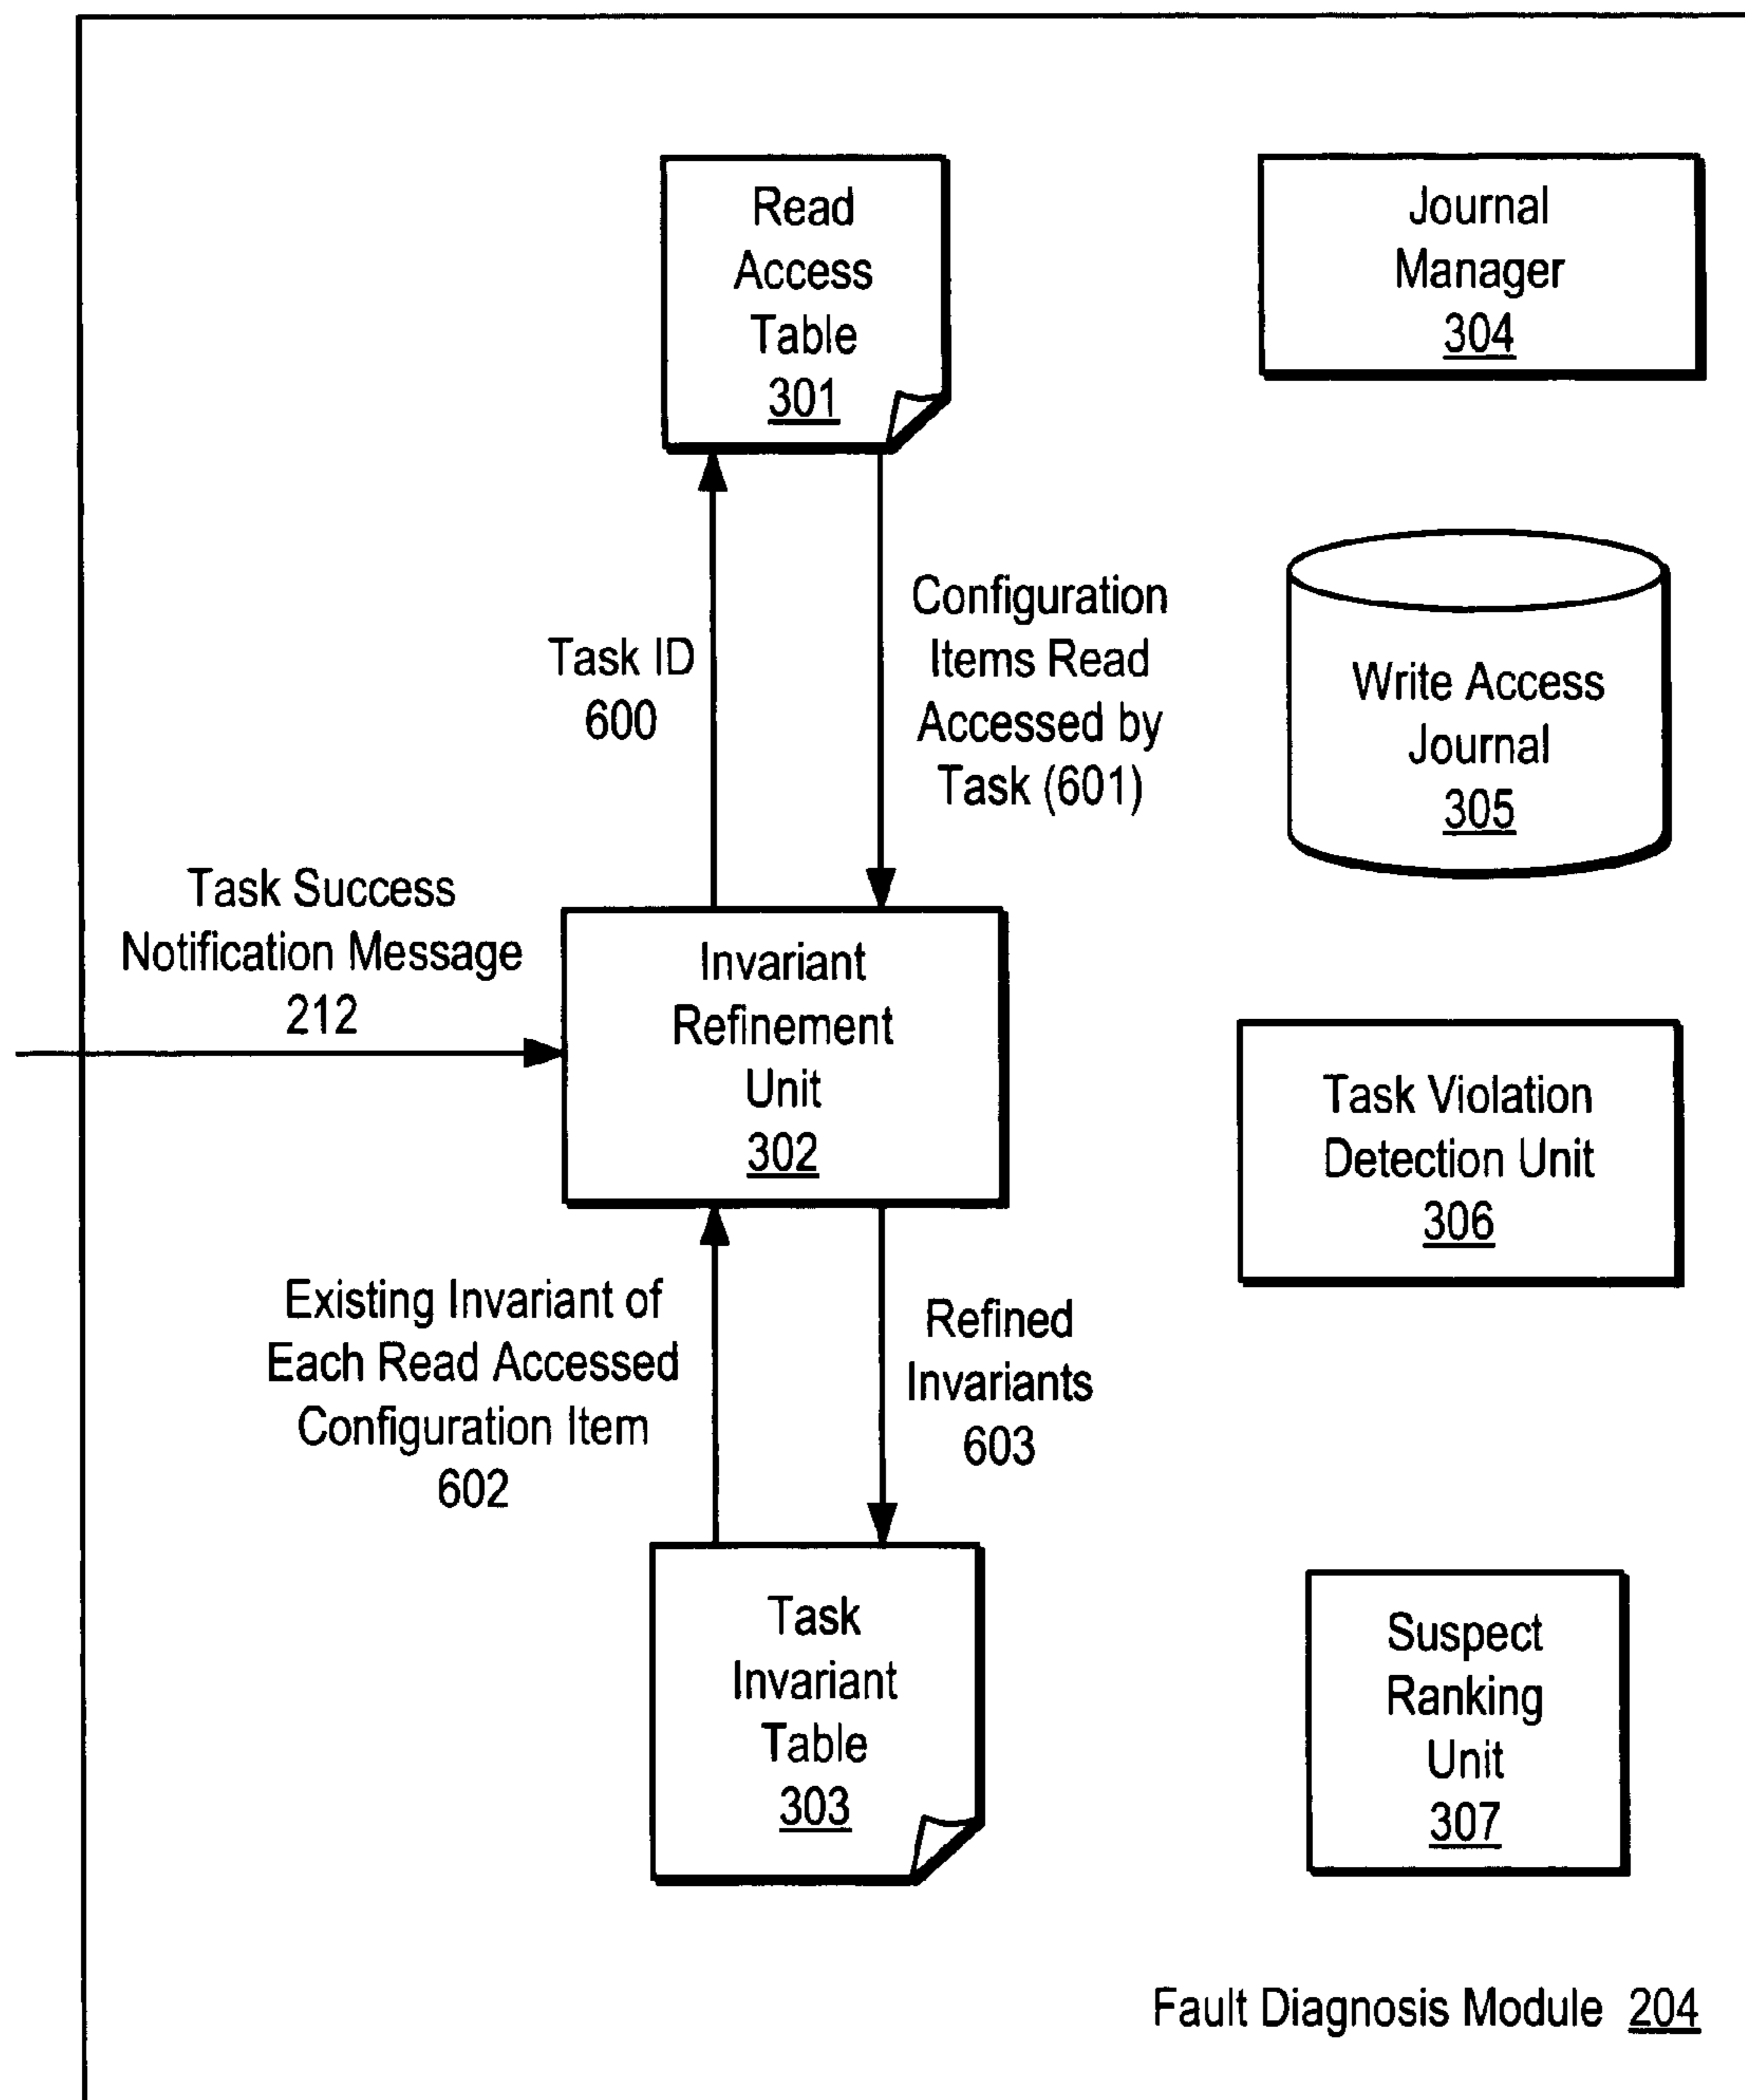 Read
Access
Table
301
Journal
Manager
304
Task ID
600
Configuration
Items Read
Accessed by
Task (601)
Write Access
Journal
305
Task Success
Notification Message
212
Invariant
Refinement
Unit
302
Task Violation
Detection Unit
306
Existing Invariant of
Each Read Accessed
Configuration Item
602
Refined
Invariants
603
Task
Invariant
Table
303
Suspect
Ranking
Unit
307
Fault Diagnosis Module 204